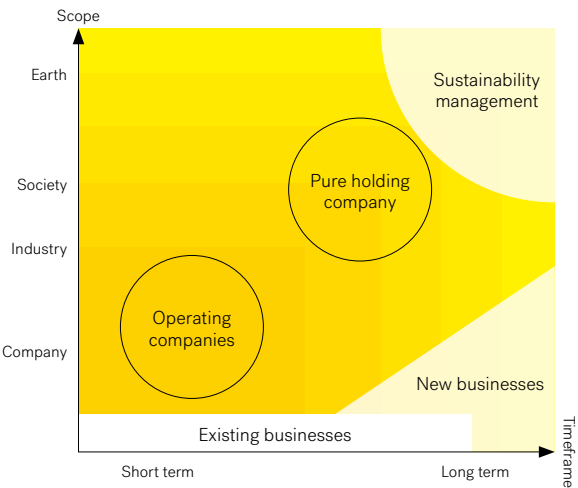 Scope
Earth
Sustainability
management
Society
Pure holding
company
Industry
Operating
companies
Company
New businesses
Existing businesses
Timeframe
Short term
Long term